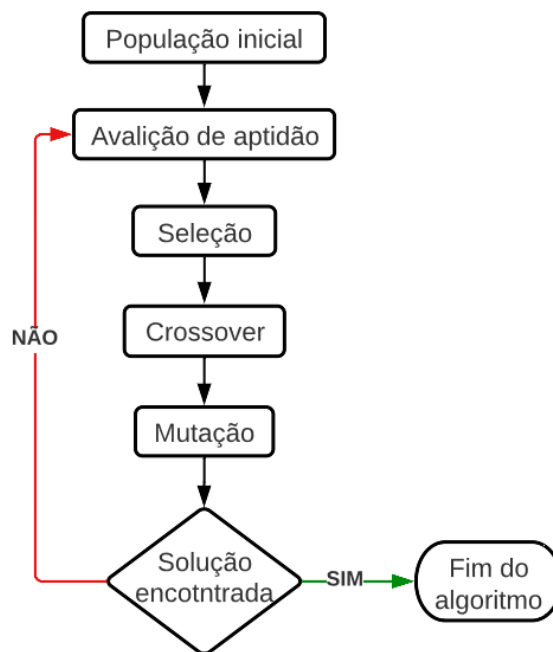 População inicial
Avalição de aptidão
Seleção
Crossover
NÃO
Mutação
Solução
encotntrada
SIM
Fim do
algoritmo